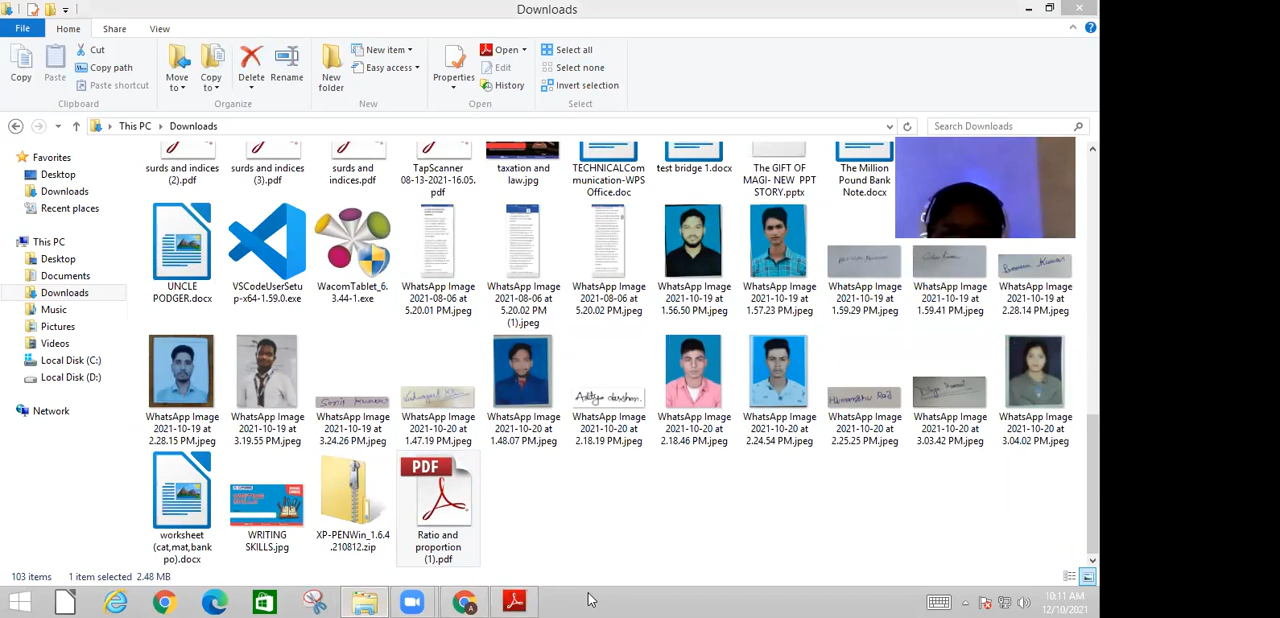 Downloads
File
Home
Share
View
Copy
Paste
Cut
Copy path
Paste shortcut
Clipboard
Move to
Copy to
Delete
Rename
Organize
New folder
New item
Easy access
New
Properties
Open
Edit
History
Open
Select all
Select none
Invert selection
Select
This PC
Downloads
Search Downloads
Favorites
Desktop
Downloads
Recent places
This PC
Desktop
Documents
Downloads
Music
Pictures
Videos
Local Disk (C:)
Local Disk (D:)
Network
surds and indices
(2).pdf
surds and indices
(3).pdf
surds and
indices.pdf
TapScanner
08-13-2021-16.05.
pdf
taxation and
law.jpg
TECHNICALCom
munication-WPS
Office.doc
test bridge 1.docx
The GIFT OF
MAGI- NEW PPT
STORY.pptx
The Million
Pound Bank
Note.docx
UNCLE
PODGER.docx
VSCodeUserSetu
p-x64-1.59.0.exe
WacomTablet_6.
3.44-1.exe
WhatsApp Image
2021-08-06 at
5.20.01 PM.jpeg
WhatsApp Image
2021-08-06 at
5.20.02 PM
(1).jpeg
WhatsApp Image
2021-08-06 at
5.20.02 PM.jpeg
WhatsApp Image
2021-10-19 at
1.56.50 PM.jpeg
WhatsApp Image
2021-10-19 at
1.57.23 PM.jpeg
WhatsApp Image
2021-10-19 at
1.59.29 PM.jpeg
WhatsApp Image
2021-10-19 at
1.59.41 PM.jpeg
WhatsApp Image
2021-10-19 at
2.28.14 PM.jpeg
Kumar
Sonit Kumar
Aditya darshan.
Himanshu Raj
WhatsApp Image
2021-10-19 at
2.28.15 PM.jpeg
WhatsApp Image
2021-10-19 at
3.19.55 PM.jpeg
WhatsApp Image
2021-10-19 at
3.24.26 PM.jpeg
WhatsApp Image
2021-10-20 at
1.47.19 PM.jpeg
WhatsApp Image
2021-10-20 at
1.48.07 PM.jpeg
WhatsApp Image
2021-10-20 at
2.18.19 PM.jpeg
WhatsApp Image
2021-10-20 at
2.18.46 PM.jpeg
WhatsApp Image
2021-10-20 at
2.24.54 PM.jpeg
WhatsApp Image
2021-10-20 at
2.25.25 PM.jpeg
WhatsApp Image
2021-10-20 at
3.03.42 PM.jpeg
WhatsApp Image
2021-10-20 at
3.04.02 PM.jpeg
worksheet
(cat,mat,bank
po).docx
WRITING
SKILLS
WRITING
SKILLS.jpg
XP-PENWin_1.6.4
.210812.zip
PDF
Ratio and
proportion
(1).pdf
103 items
1 item selected 2.48 MB
10:11 AM
12/10/2021